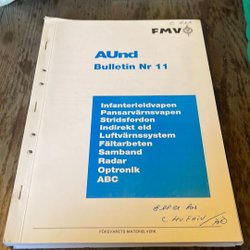 FMV
AUnd
Bulletin Nr 11
Infanterieldvapen
Pansarvärnsvapen
Stridsfordon
Indirekt eld
Luftvärnssystem
Fältarbeten
Samband
Radar
Optronik
ABC
FÖRSVARETS MATERIELVERK